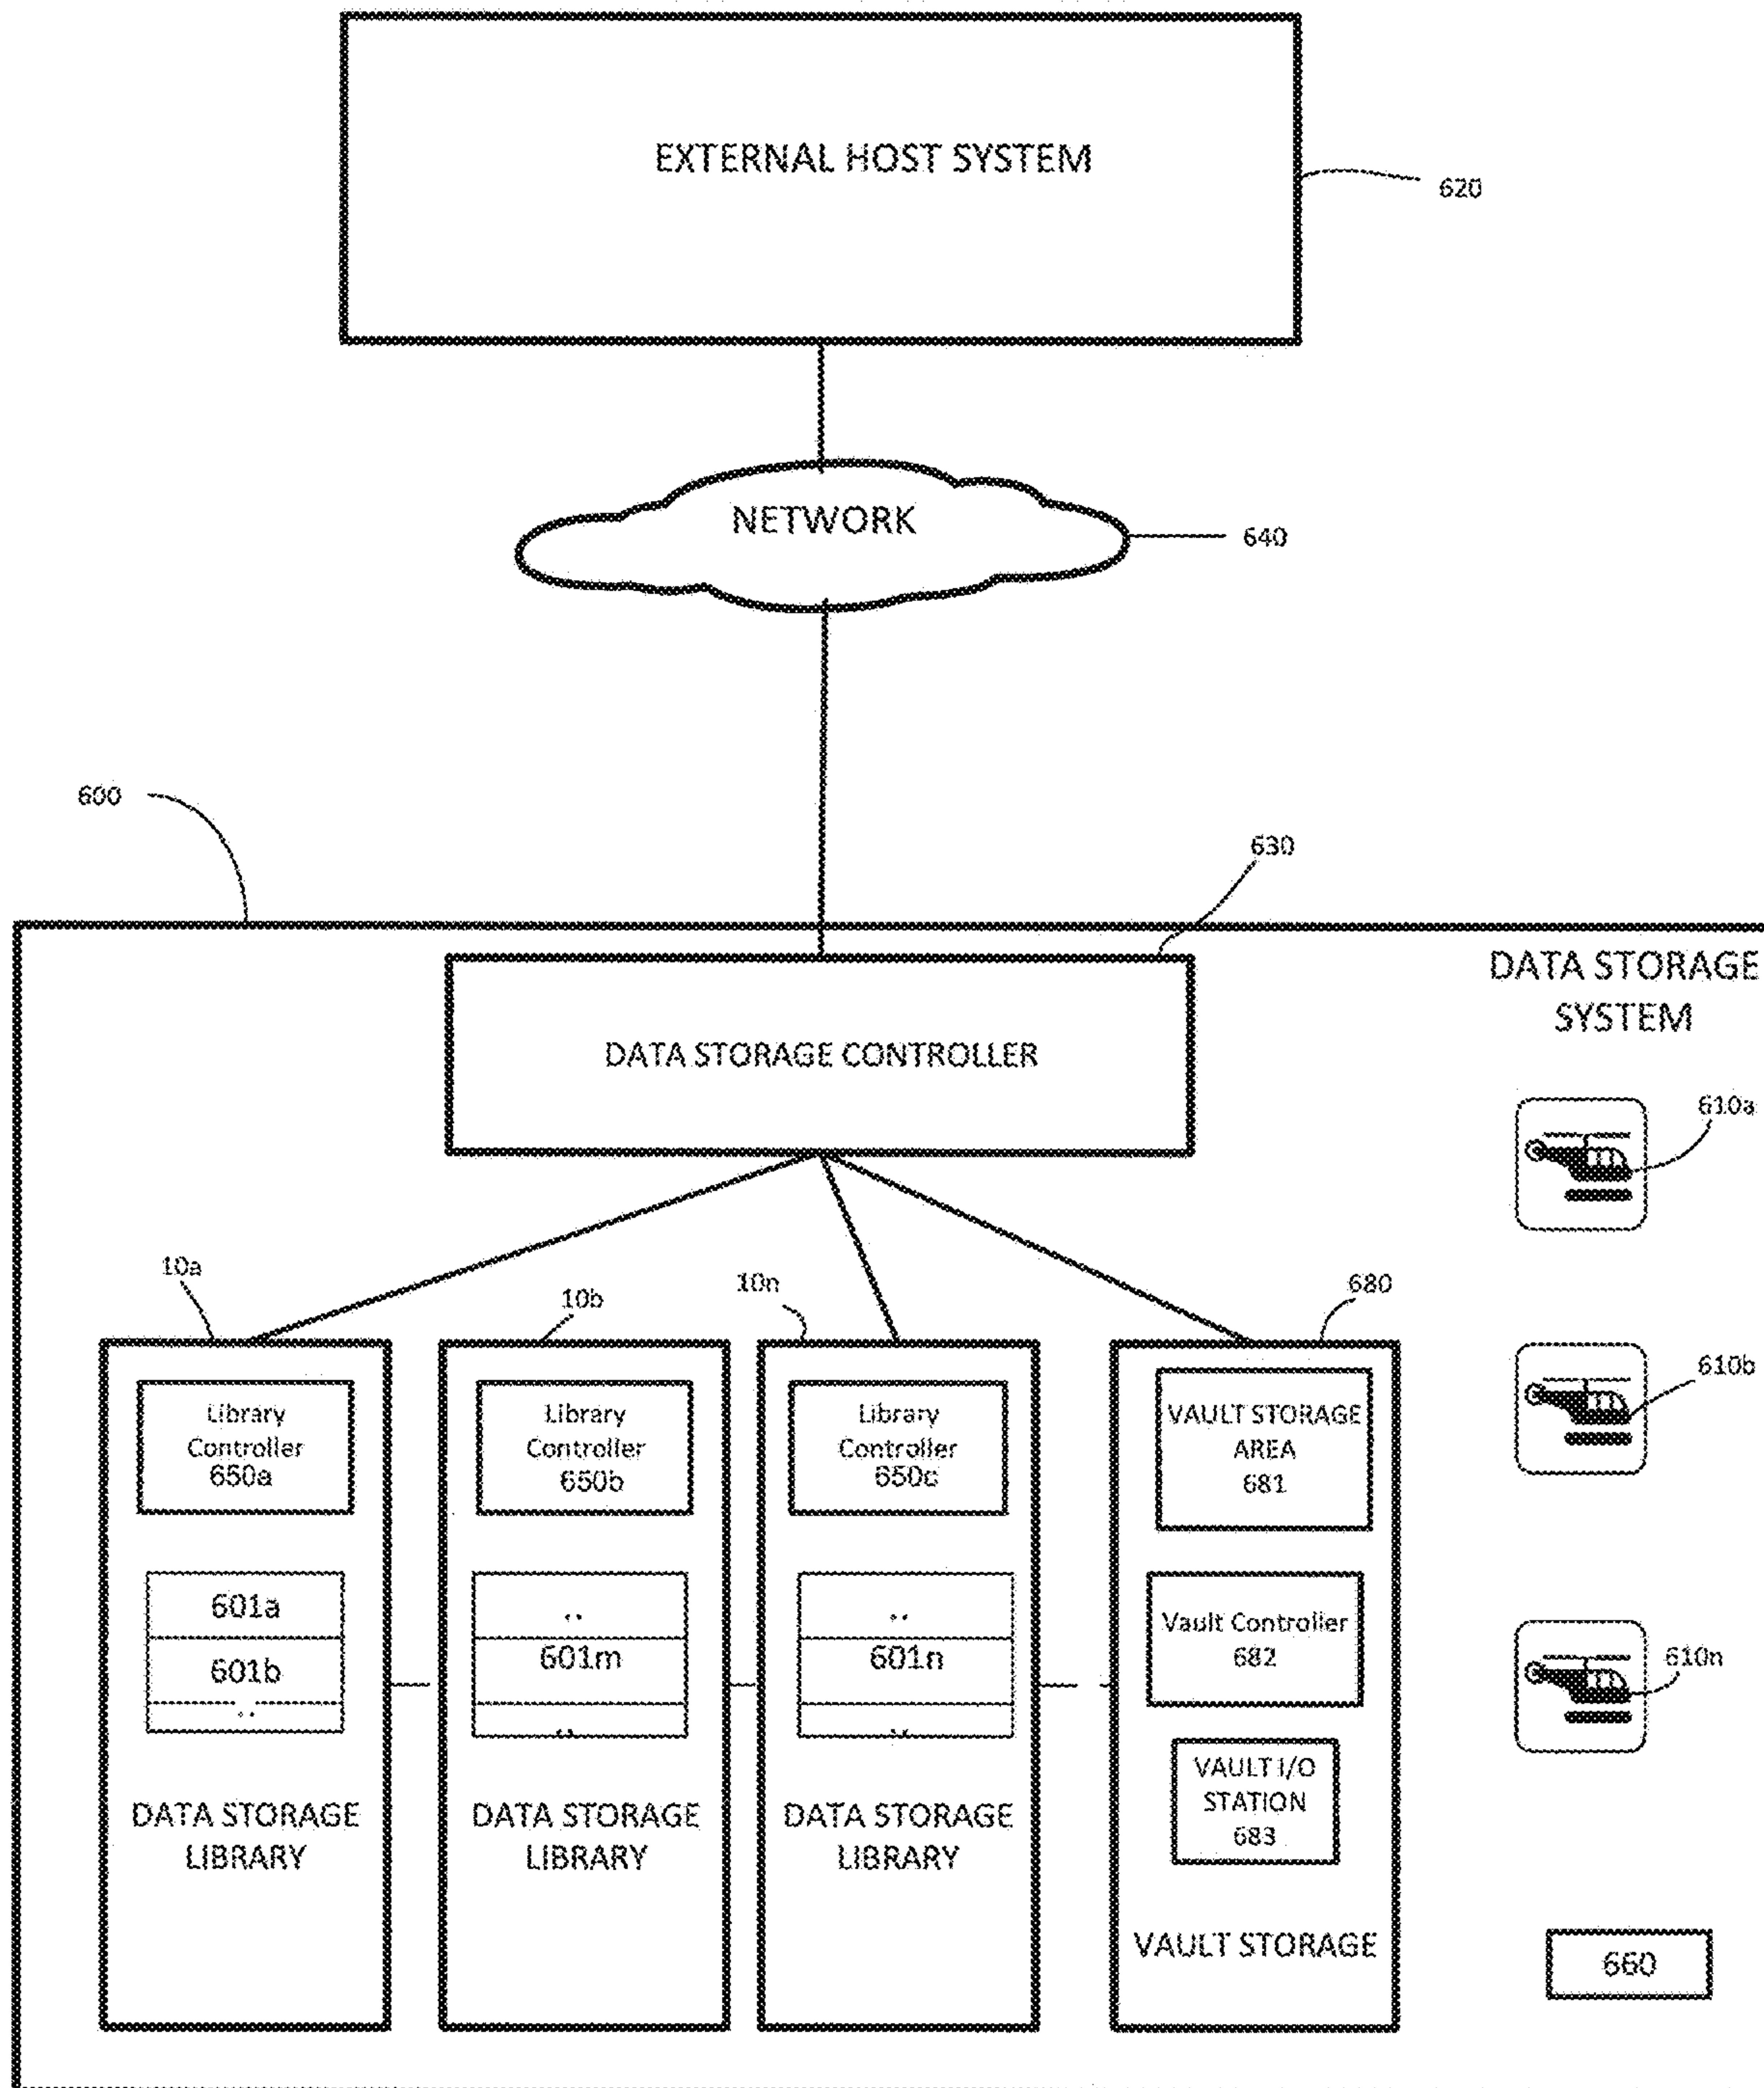 EXTERNAL HOST SYSTEM
620
NETWORK
640
600
630
DATA STORAGE
SYSTEM
DATA STORAGE CONTROLLER
610a
10a
10b
10n
680
Library
Controller
650a
Library
Controller
650b
Library
Controller
650c
VAULT STORAGE
AREA
681
610b
601a
601b
..
..
601m
..
..
601n
..
Vault Controller
682
610n
VAULT I/O
STATION
683
DATA STORAGE
LIBRARY
DATA STORAGE
LIBRARY
DATA STORAGE
LIBRARY
VAULT STORAGE
660